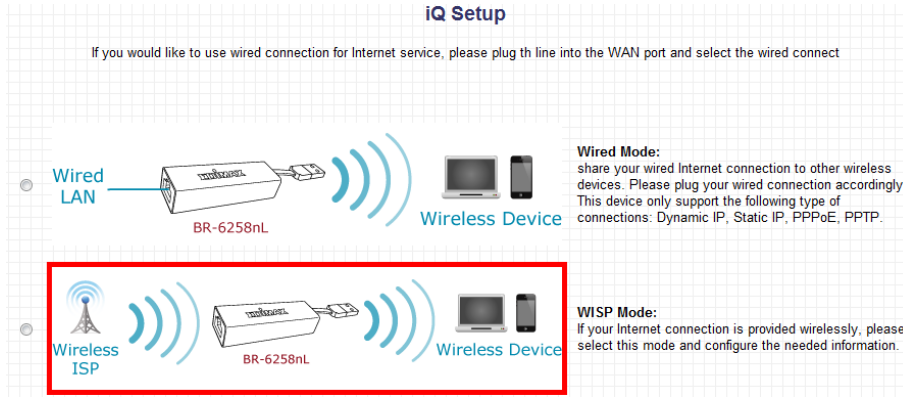 iQ Setup
If you would like to use wired connection for Internet service, please plug th line into the WAN port and select the wired connect
Wired Mode:
share your wired Internet connection to other wireless
devices. Please plug your wired connection accordingly
This device only support the following type of
connections: Dynamic IP, Static IP, PPPoE, PPTP.
Wired
LAN
BR-6258nL
Wireless Device
WISP Mode:
If your Internet connection is provided wirelessly, please
select this mode and configure the needed information.
Wireless
ISP
BR-6258nL
Wireless Device